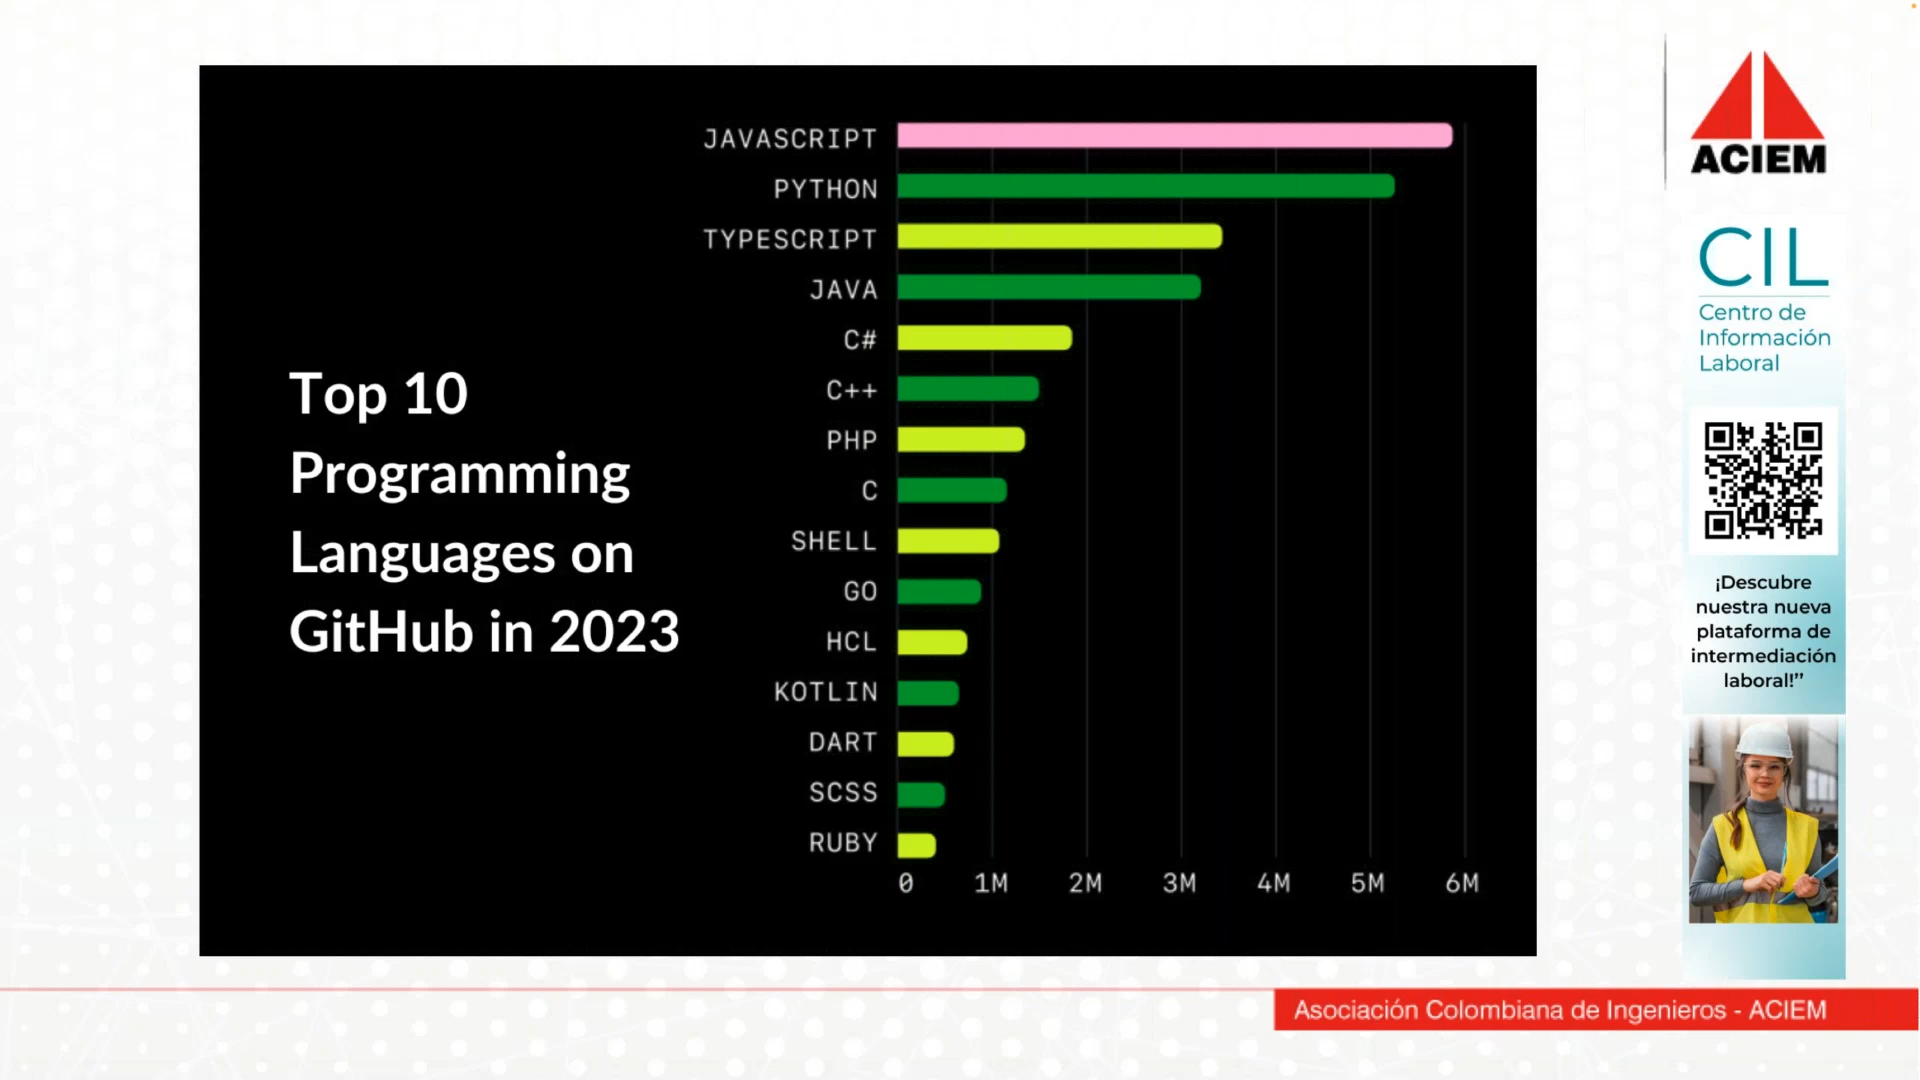 Top 10
Programming
Languages on
GitHub in 2023
JAVASCRIPT
PYTHON
TYPESCRIPT
JAVA
C#
C++
PHP
C
SHELL
GO
HCL
KOTLIN
DART
SCSS
RUBY
0 1M 2M 3M 4M 5M 6M
ACIEM
CIL
Centro de
Información
Laboral
¡Descubre
nuestra nueva
plataforma de
intermediación
laboral!”
Asociación Colombiana de Ingenieros - ACIEM